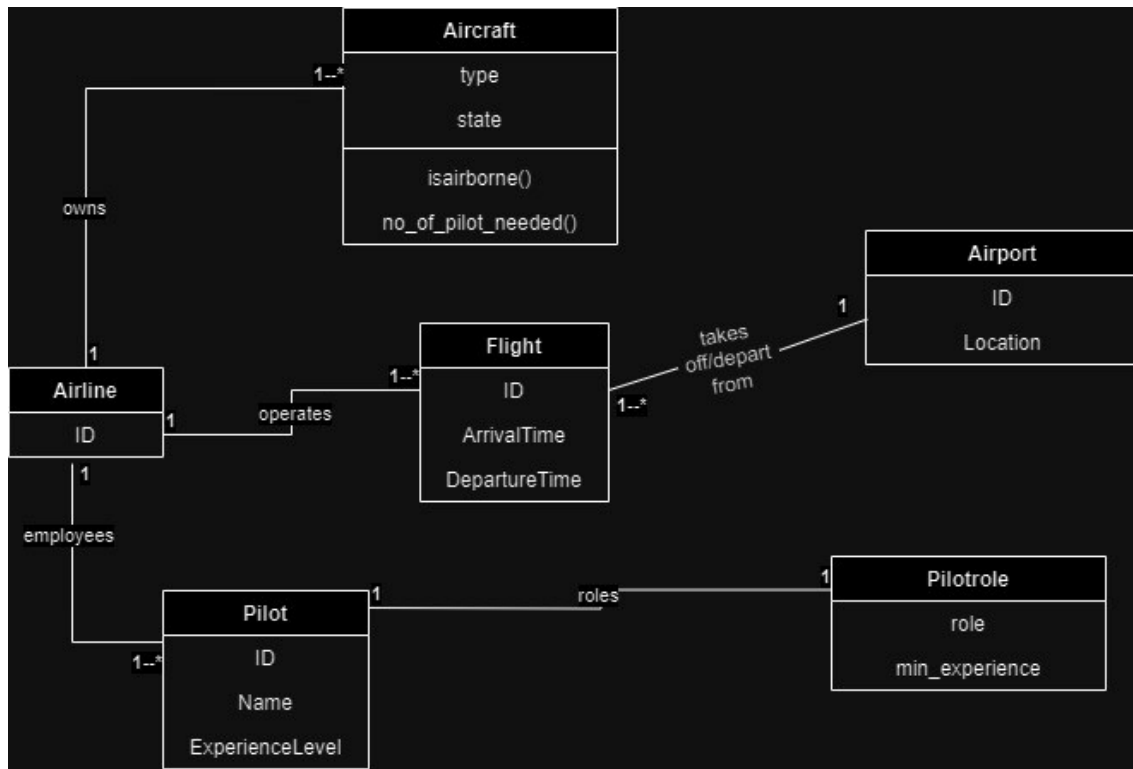 Aircraft
type
state
isairborne()
no_of_pilot_needed()
1--*
owns
1
Airline
ID
1
operates
1--*
Flight
ID
ArrivalTime
DepartureTime
1--*
takes
off/depart
from
1
Airport
ID
Location
1
employees
1--*
Pilot
ID
Name
ExperienceLevel
1
roles
1
Pilotrole
role
min_experience